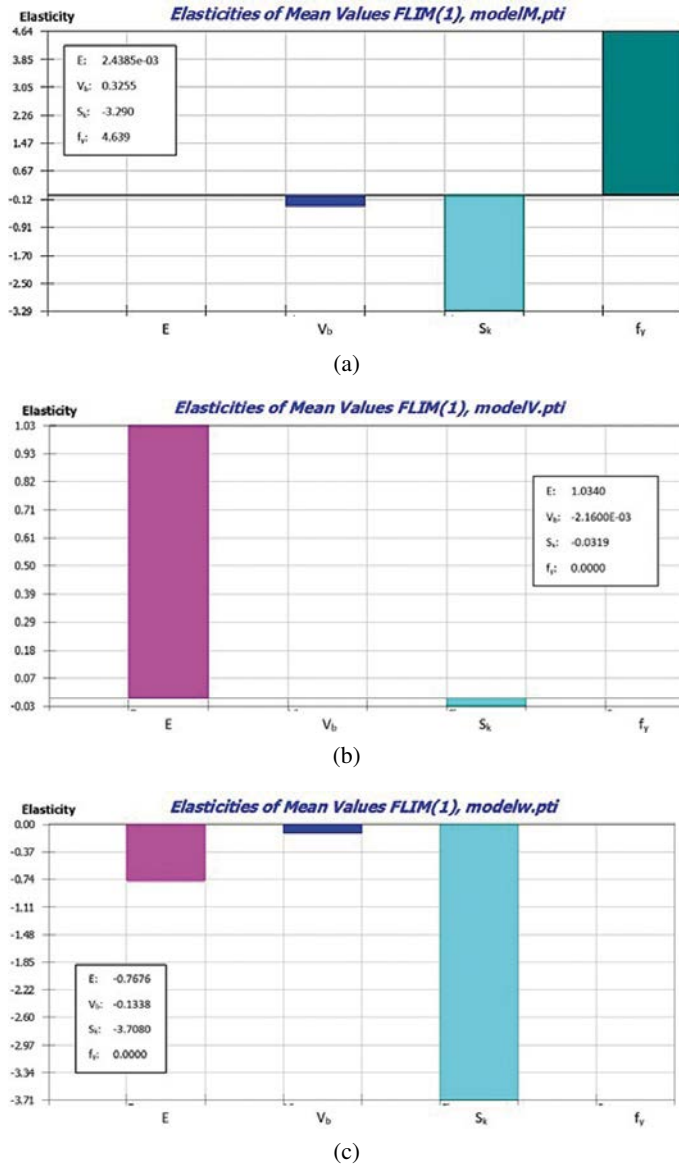 Elasticity Elasticities of Mean Values FLIM(1), modelM.pti
4.64
3.85
3.05
2.26
1.47
0.67
-0.12
-0.91
-1.70
-2.50
-3.29
E: 2.4385e-03
Vb: 0.3255
Sk: -3.290
fy: 4.639
E Vb Sk fy
(a)
Elasticity Elasticities of Mean Values FLIM(1), modelV.pti
1.03
0.93
0.82
0.71
0.61
0.50
0.39
0.29
0.18
0.07
-0.03
E: 1.0340
Vb: -2.1600E-03
Sk: -0.0319
fy: 0.0000
E Vb Sk fy
(b)
Elasticity Elasticities of Mean Values FLIM(1), modelw.pti
0.00
-0.37
-0.74
-1.11
-1.48
-1.85
-2.22
-2.60
-2.97
-3.34
-3.71
E: -0.7676
Vb: -0.1338
Sk: -3.7080
fy: 0.0000
E Vb Sk fy
(c)